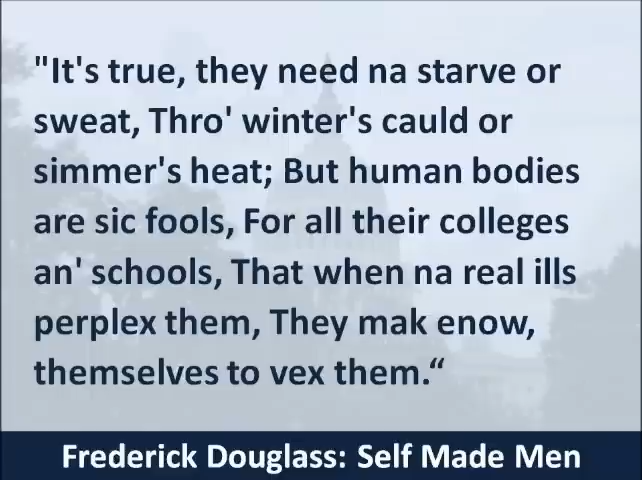 "It's true, they need na starve or
sweat, Thro' winter's cauld or
simmer's heat; But human bodies
are sic fools, For all their colleges
an' schools, That when na real ills
perplex them, They mak enow,
themselves to vex them.“
Frederick Douglass: Self Made Men